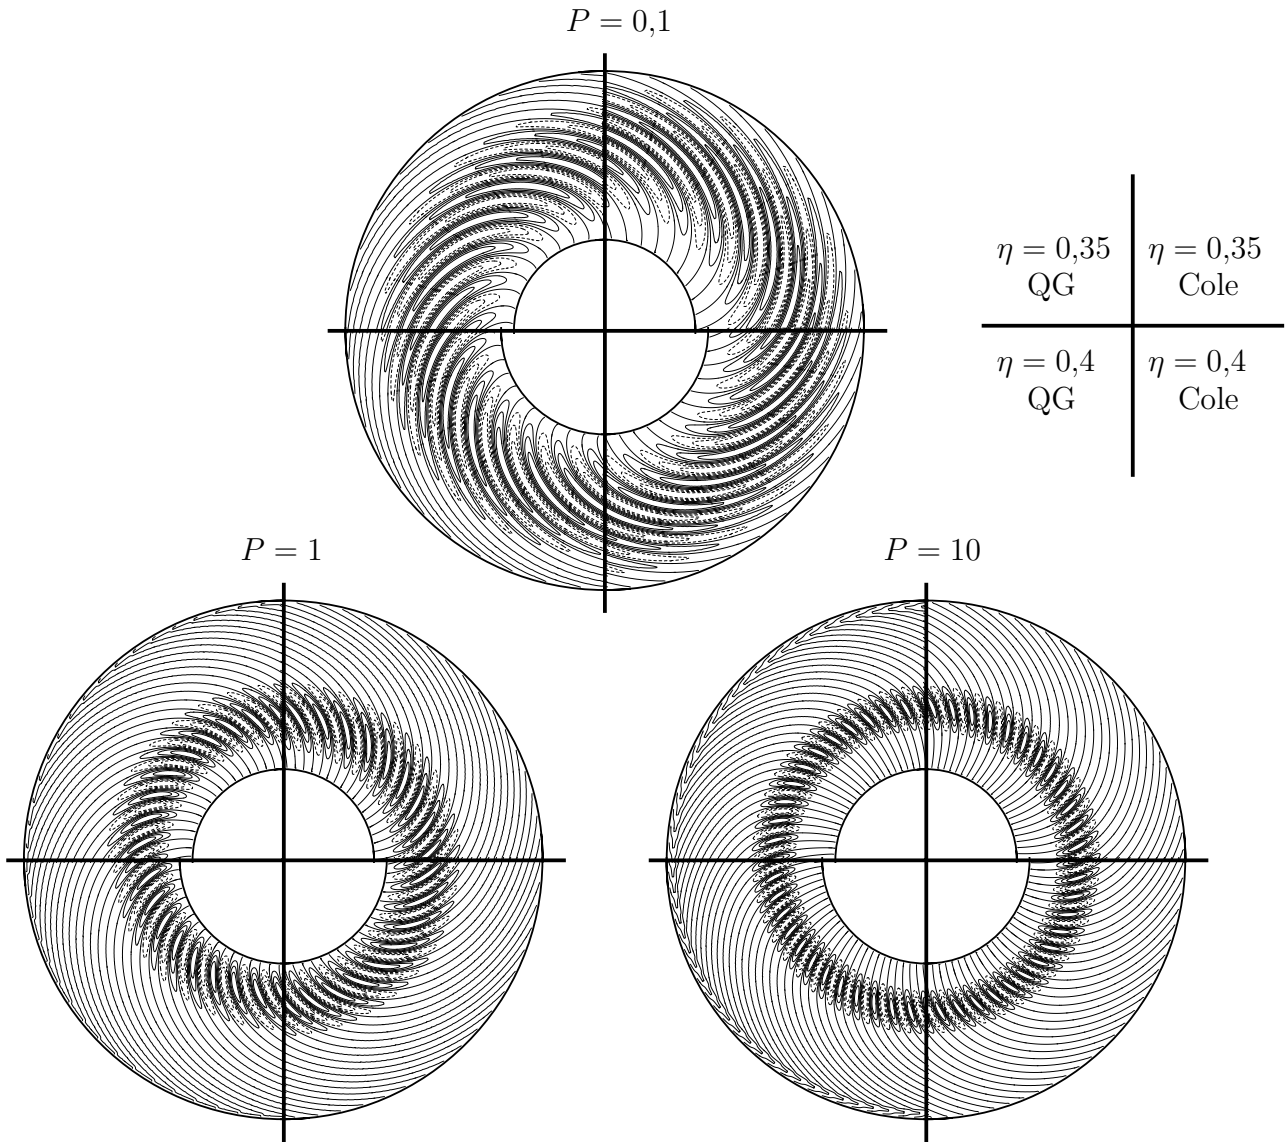 P = 0,1
η = 0,35 η = 0,35
QG Cole
η = 0,4 η = 0,4
QG Cole
P = 1 P = 10